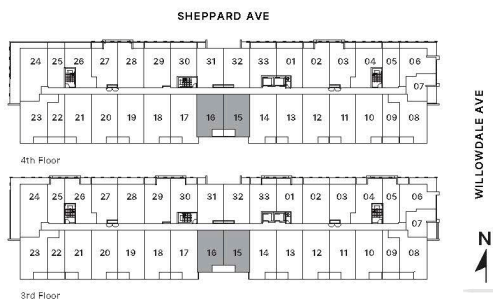 SHEPPARD AVE
24 25 26 27 28 29 30 31 32 33 01 02 03 04 05 06
07
23 22 21 20 19 18 17 16 15 14 13 12 11 10 09 08
4th Floor
24 25 26 27 28 29 30 31 32 33 01 02 03 04 05 06
07
23 22 21 20 19 18 17 16 15 14 13 12 11 10 09 08
3rd Floor
WILLOWDALE AVE
N